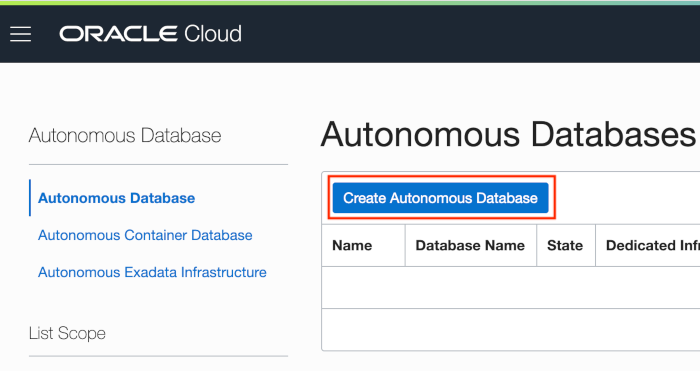 ORACLE Cloud
Autonomous Database
Autonomous Database
Autonomous Container Database
Autonomous Exadata Infrastructure
List Scope
Autonomous Databases
Create Autonomous Database
Name Database Name State Dedicated Infr